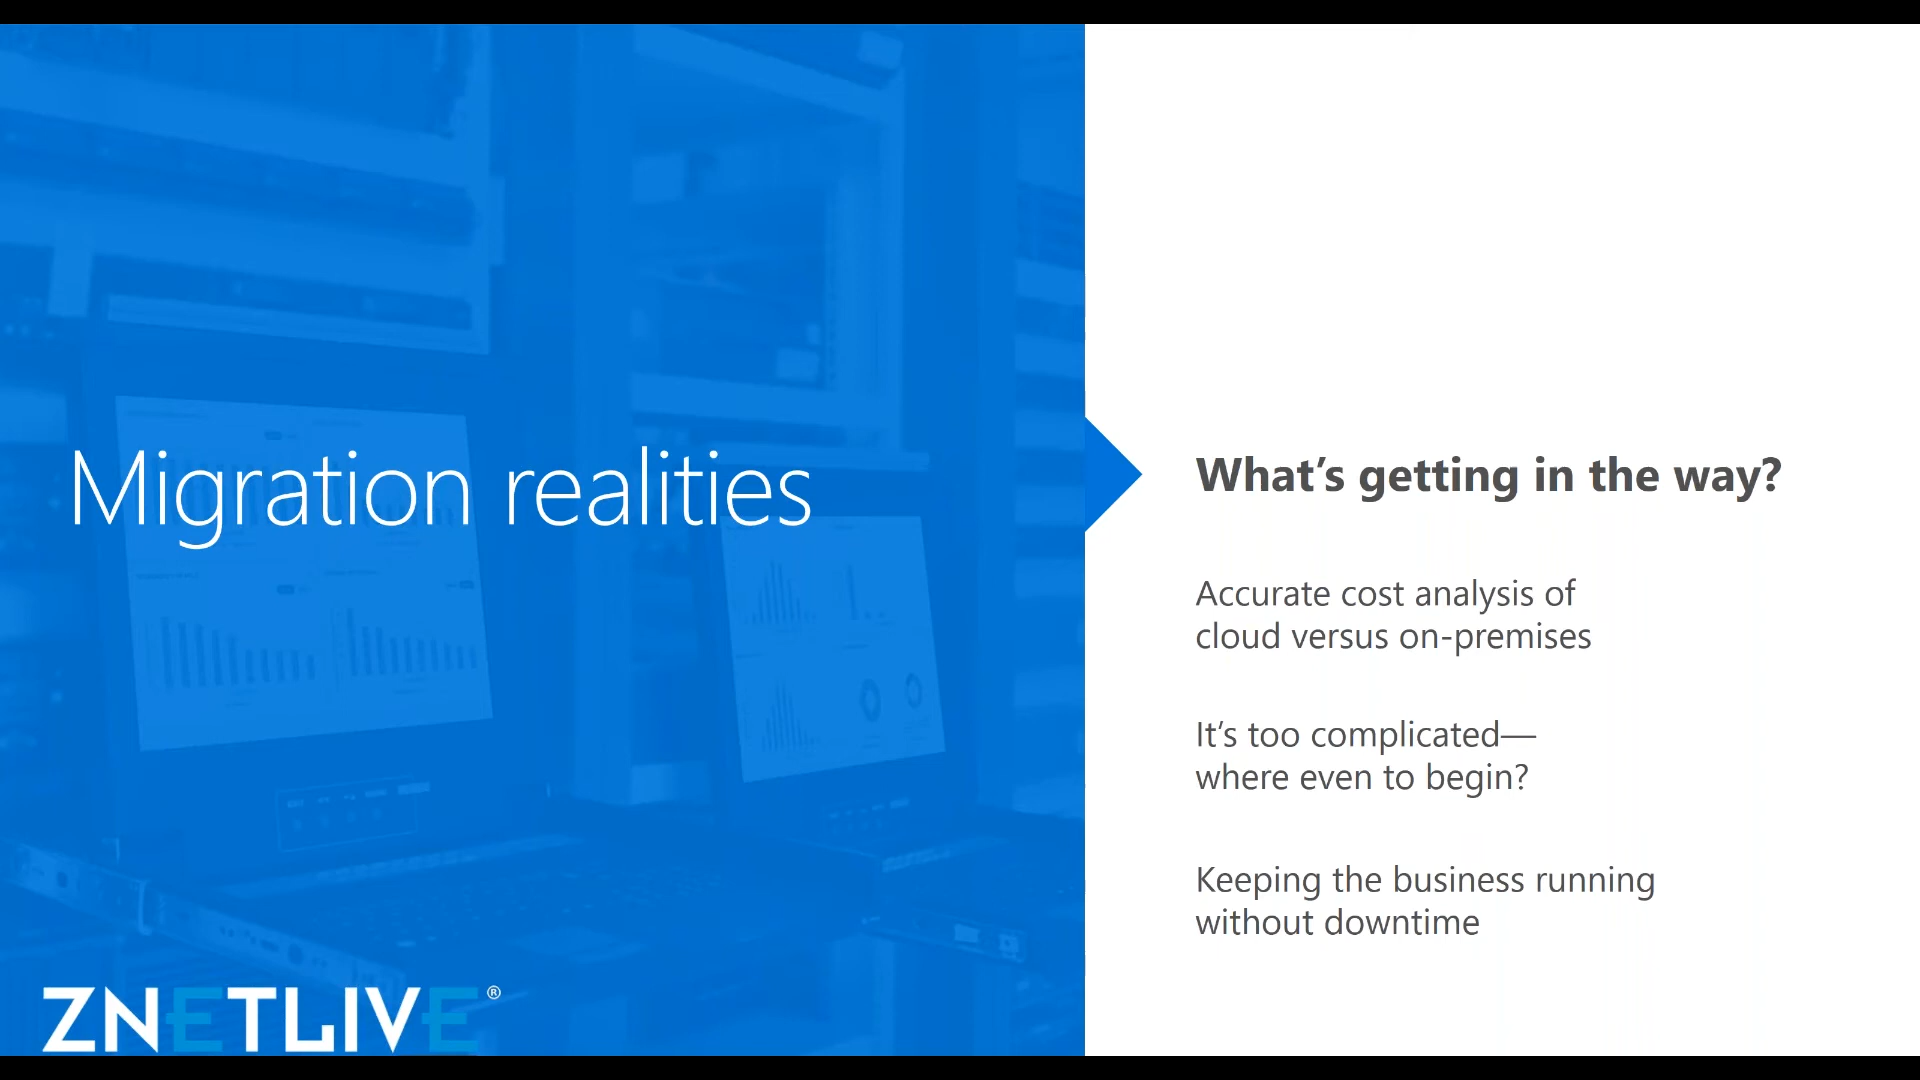 Migration realities
What's getting in the way?
Accurate cost analysis of
cloud versus on-premises
It's too complicated—
where even to begin?
Keeping the business running
without downtime
ZNETLIVE®